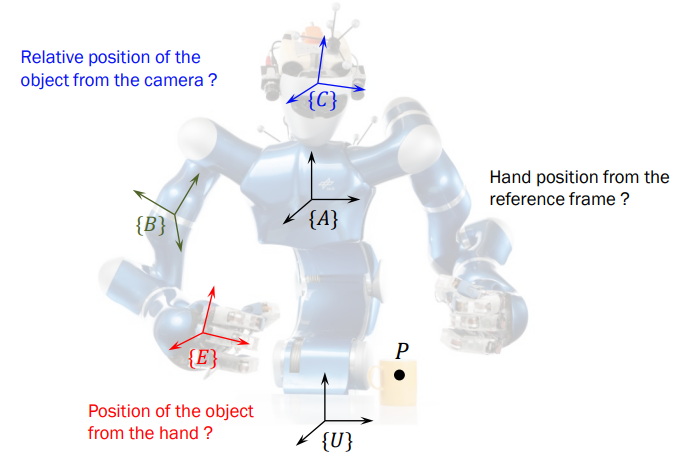 Relative position of the
object from the camera ?
{C}
Hand position from the
reference frame ?
{A}
{B}
{E}
P
Position of the object
from the hand ?
{U}